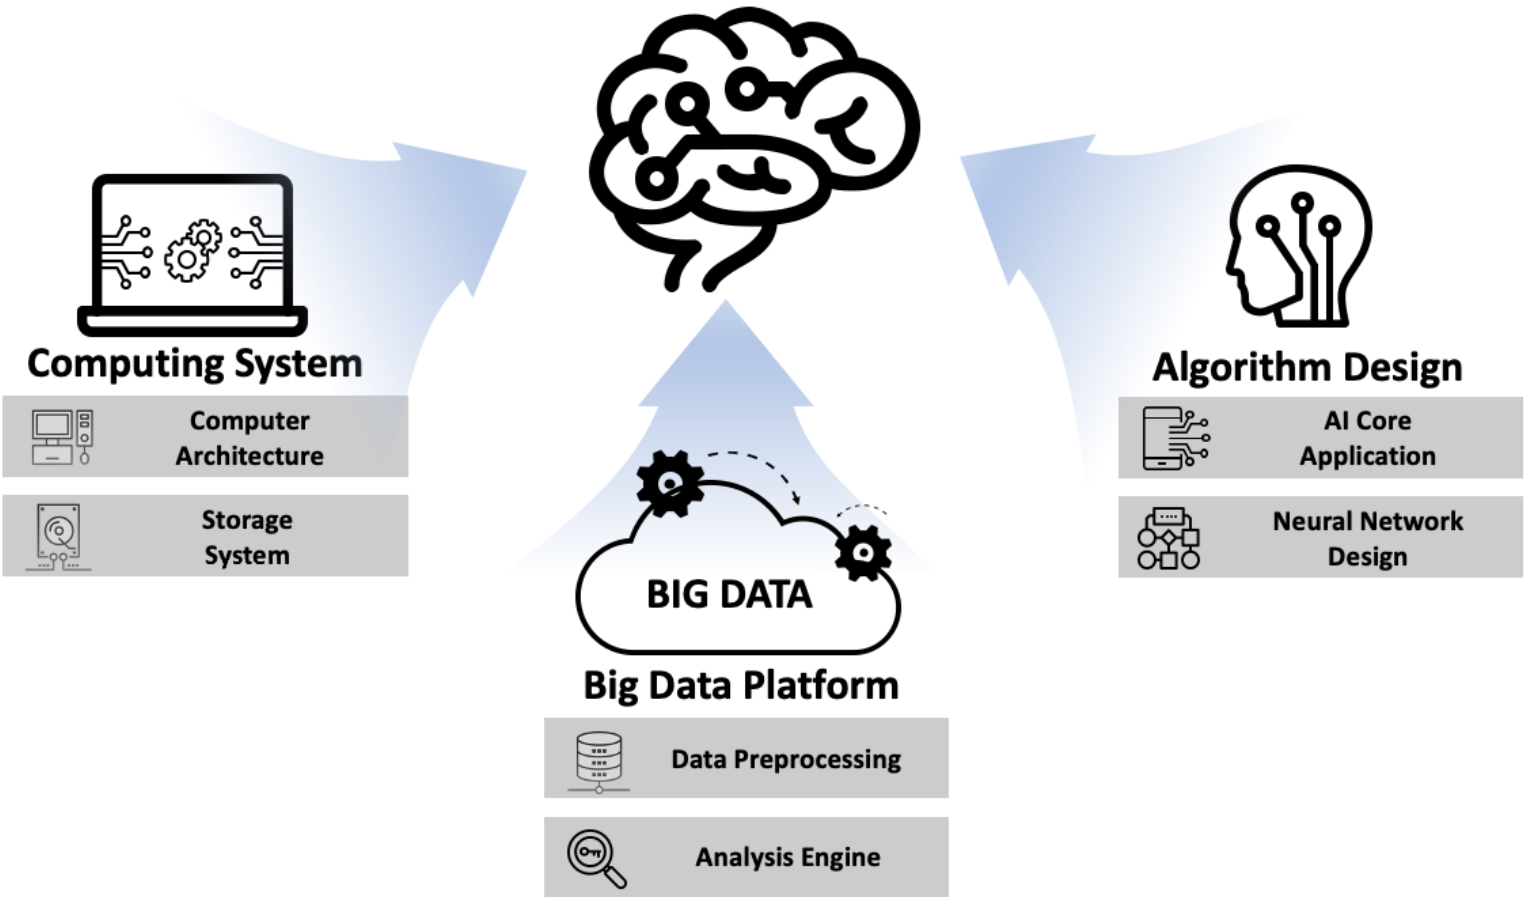 Computing System
Computer
Architecture
Storage
System
BIG DATA
Big Data Platform
Data Preprocessing
Analysis Engine
Algorithm Design
AI Core
Application
Neural Network
Design